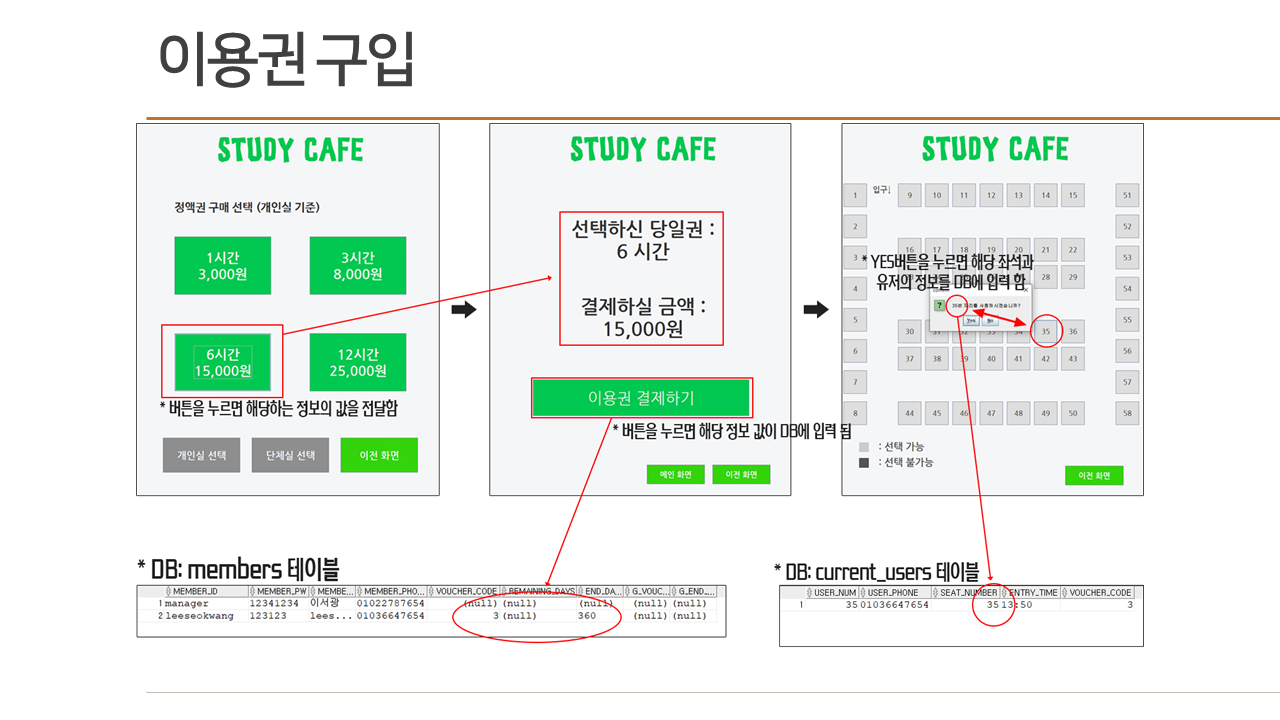 이용권 구입
STUDY CAFE
정액권 구매 선택 (개인실 기준)
1시간
3,000원
3시간
8,000원
6시간
15,000원
12시간
25,000원
* 버튼을 누르면 해당하는 정보의 값을 전달함
개인실 선택
단체실 선택
이전 화면
STUDY CAFE
선택하신 당일권 :
6 시간
결제하실 금액 :
15,000원
이용권 결제하기
* 버튼을 누르면 해당 정보 값이 DB에 입력 됨
메인 화면
이전 화면
STUDY CAFE
1 입구↓ 9 10 11 12 13 14 15 51
2 52
3 16 20 21 22 53
* YES버튼을 누르면 해당 좌석과
유저의 정보를 DB에 입력 함
4 28 29 54
35번 자리를 사용하시겠습니까?
Yes No
5 55
30 31 32 33 34 35 36
6 37 38 39 40 41 42 43 56
7 57
8 44 45 46 47 48 49 50 58
: 선택 가능
: 선택 불가능
이전 화면
* DB: members 테이블
MEMBER_ID MEMBER_PW MEMBE... MEMBER_PHO... VOUCHER_CODE REMAINING_DAYS END_DA... G_VOUC... G_END_...
1 manager 12341234 이서광 01022787654 (null) (null) (null) (null) (null)
2 leeseokwang 123123 lees... 01036647654 3 (null) 360 (null) (null)
* DB: current_users 테이블
USER_NUM USER_PHONE SEAT_NUMBER ENTRY_TIME VOUCHER_CODE
1 35 01036647654 35 13:50 3